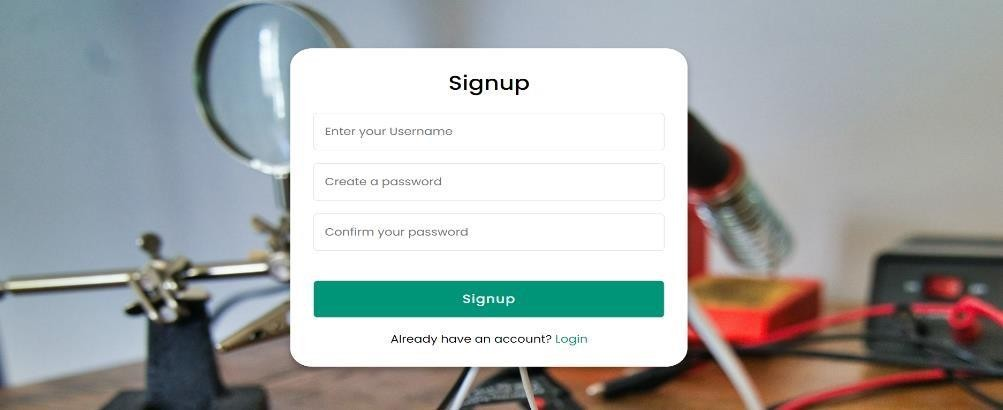 Signup
Enter your Username
Create a password
Confirm your password
Signup
Already have an account? Login